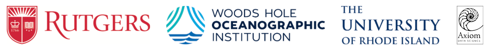 RUTGERS
WOODS HOLE
OCEANOGRAPHIC
INSTITUTION
THE
UNIVERSITY
OF RHODE ISLAND
Axiom